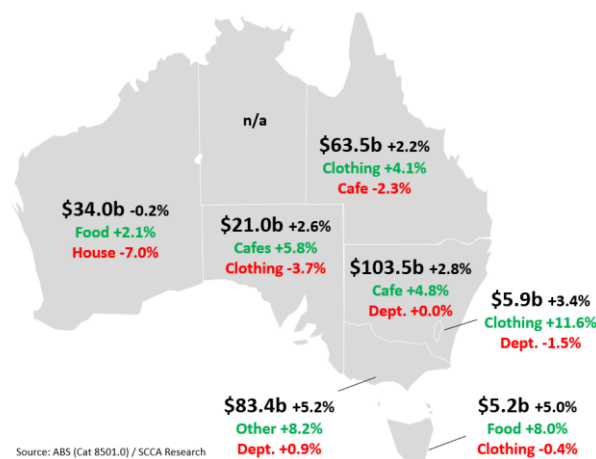 n/a
$63.5b +2.2%
Clothing +4.1%
Cafe -2.3%
$34.0b -0.2%
Food +2.1%
House -7.0%
$21.0b +2.6%
Cafes +5.8%
Clothing -3.7%
$103.5b +2.8%
Cafe +4.8%
Dept. +0.0%
$5.9b +3.4%
Clothing +11.6%
Dept. -1.5%
$83.4b +5.2%
Other +8.2%
Dept. +0.9%
$5.2b +5.0%
Food +8.0%
Clothing -0.4%
Source: ABS (Cat 8501.0) / SCCA Research